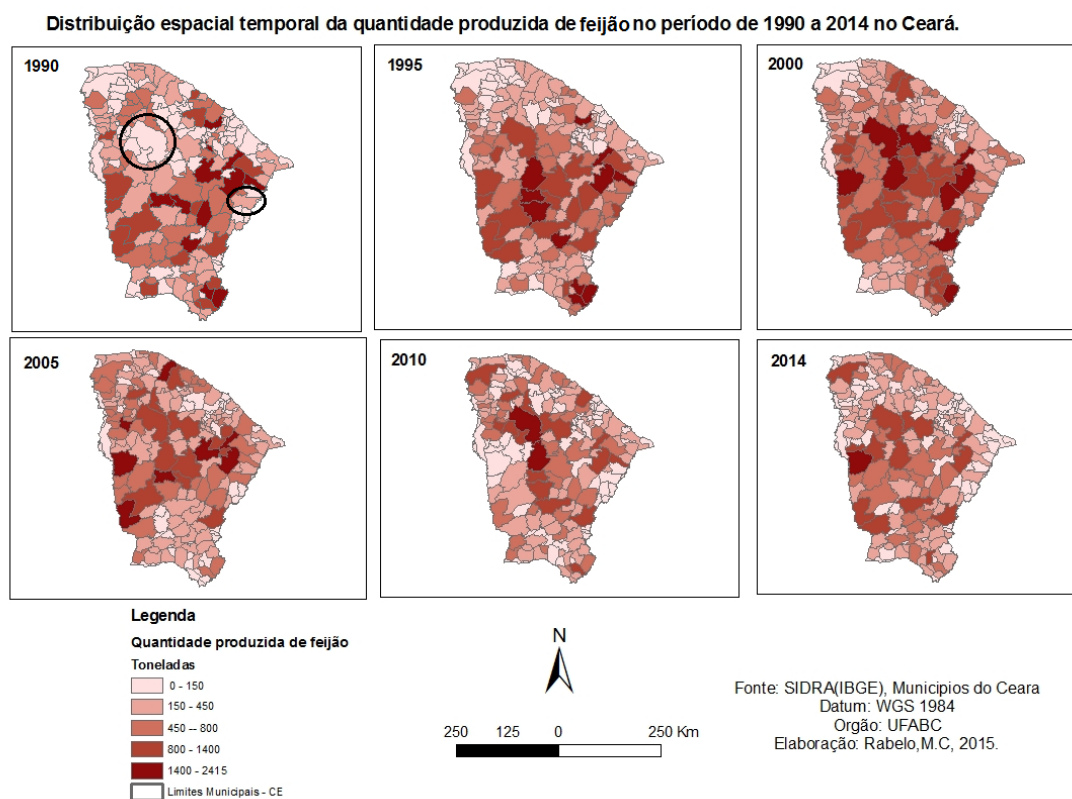 Distribuição espacial temporal da quantidade produzida de feijão no período de 1990 a 2014 no Ceará.
1990
1995
2000
2005
2010
2014
Legenda
Quantidade produzida de feijão
Toneladas
0 - 150
150 - 450
450 -- 800
800 - 1400
1400 - 2415
Limites Municipais - CE
N
250 125 0 250 Km
Fonte: SIDRA(IBGE), Municipios do Ceara
Datum: WGS 1984
Orgão: UFABC
Elaboração: Rabelo,M.C, 2015.